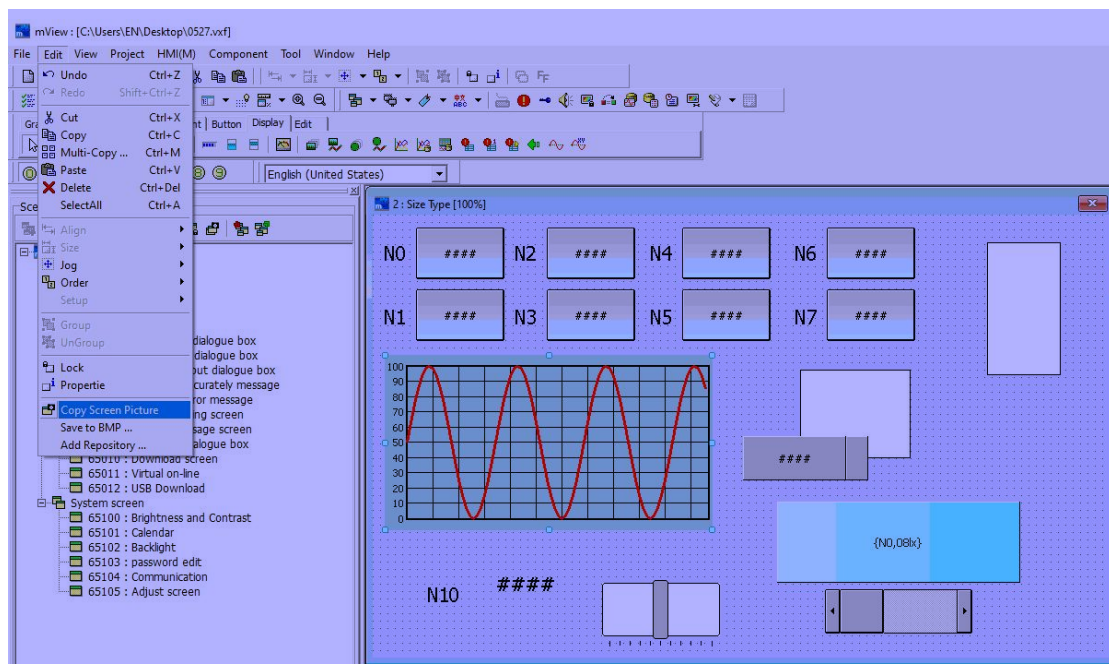 mView : [C:\Users\EN\Desktop\0527.vxf]
File Edit View Project HMI(M) Component Tool Window Help
Undo Ctrl+Z
Redo Shift+Ctrl+Z
Cut Ctrl+X
Button Display Edit
Copy Ctrl+C
Multi-Copy ... Ctrl+M
Paste Ctrl+V
English (United States)
Delete Ctrl+Del
SelectAll Ctrl+A
Align
Size
Jog
Order
Setup
Group
UnGroup
Lock
Propertie
Copy Screen Picture
Save to BMP ...
Add Repository ...
dialogue box
dialogue box
out dialogue box
curately message
ror message
ng screen
sage screen
alogue box
65010 : Download screen
65011 : Virtual on-line
65012 : USB Download
System screen
65100 : Brightness and Contrast
65101 : Calendar
65102 : Backlight
65103 : password edit
65104 : Communication
65105 : Adjust screen
2 : Size Type [100%]
N0 #### N2 #### N4 #### N6 ####
N1 #### N3 #### N5 #### N7 ####
100
90
80
70
60
50
40
30
20
10
0
####
{N0,08lx}
N10 ####